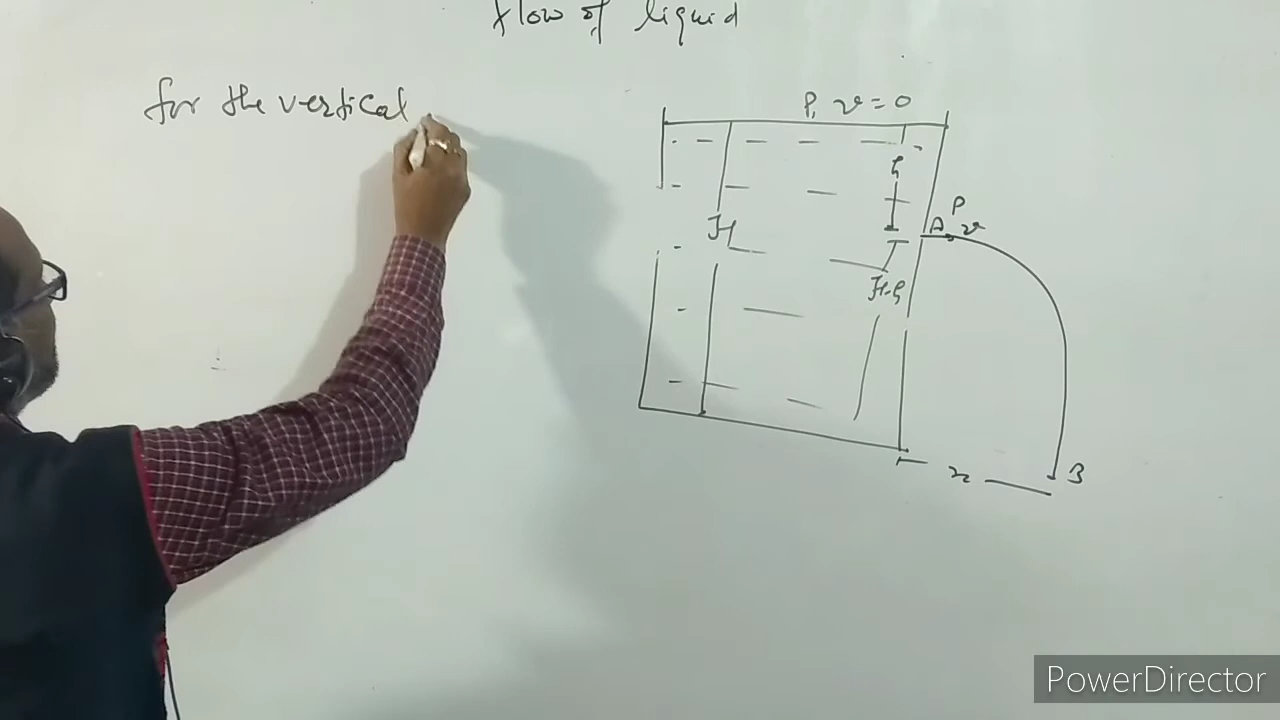 flow of liquid
for the vertical
P, v = 0
h
P
A, v
H
H-h
x
B
PowerDirector